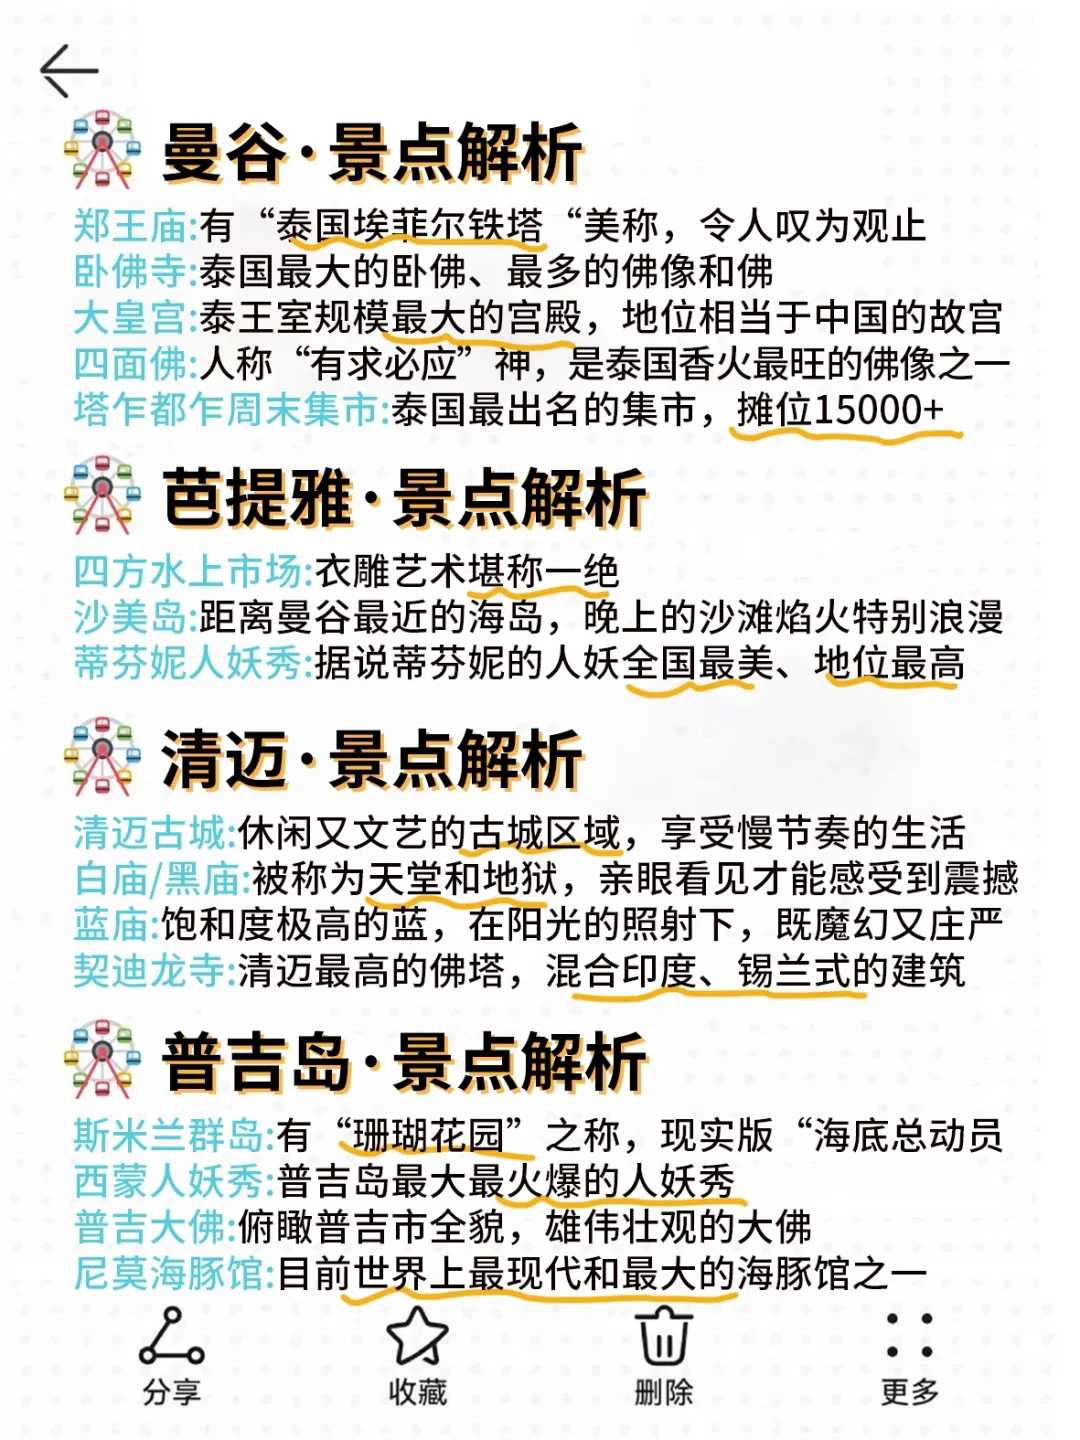 曼谷·景点解析
郑王庙:有“泰国埃菲尔铁塔“美称，令人叹为观止
卧佛寺:泰国最大的卧佛、最多的佛像和佛
大皇宫:泰王室规模最大的宫殿，地位相当于中国的故宫
四面佛:人称“有求必应”神，是泰国香火最旺的佛像之一
塔乍都乍周末集市:泰国最出名的集市，摊位15000+
芭提雅·景点解析
四方水上市场:衣雕艺术堪称一绝
沙美岛:距离曼谷最近的海岛，晚上的沙滩焰火特别浪漫
蒂芬妮人妖秀:据说蒂芬妮的人妖全国最美、地位最高
清迈·景点解析
清迈古城:休闲又文艺的古城区域，享受慢节奏的生活
白庙/黑庙:被称为天堂和地狱，亲眼看见才能感受到震撼
蓝庙:饱和度极高的蓝，在阳光的照射下，既魔幻又庄严
契迪龙寺:清迈最高的佛塔，混合印度、锡兰式的建筑
普吉岛·景点解析
斯米兰群岛:有“珊瑚花园”之称，现实版“海底总动员
西蒙人妖秀:普吉岛最大最火爆的人妖秀
普吉大佛:俯瞰普吉市全貌，雄伟壮观的大佛
尼莫海豚馆:目前世界上最现代和最大的海豚馆之一
分享 收藏 删除 更多